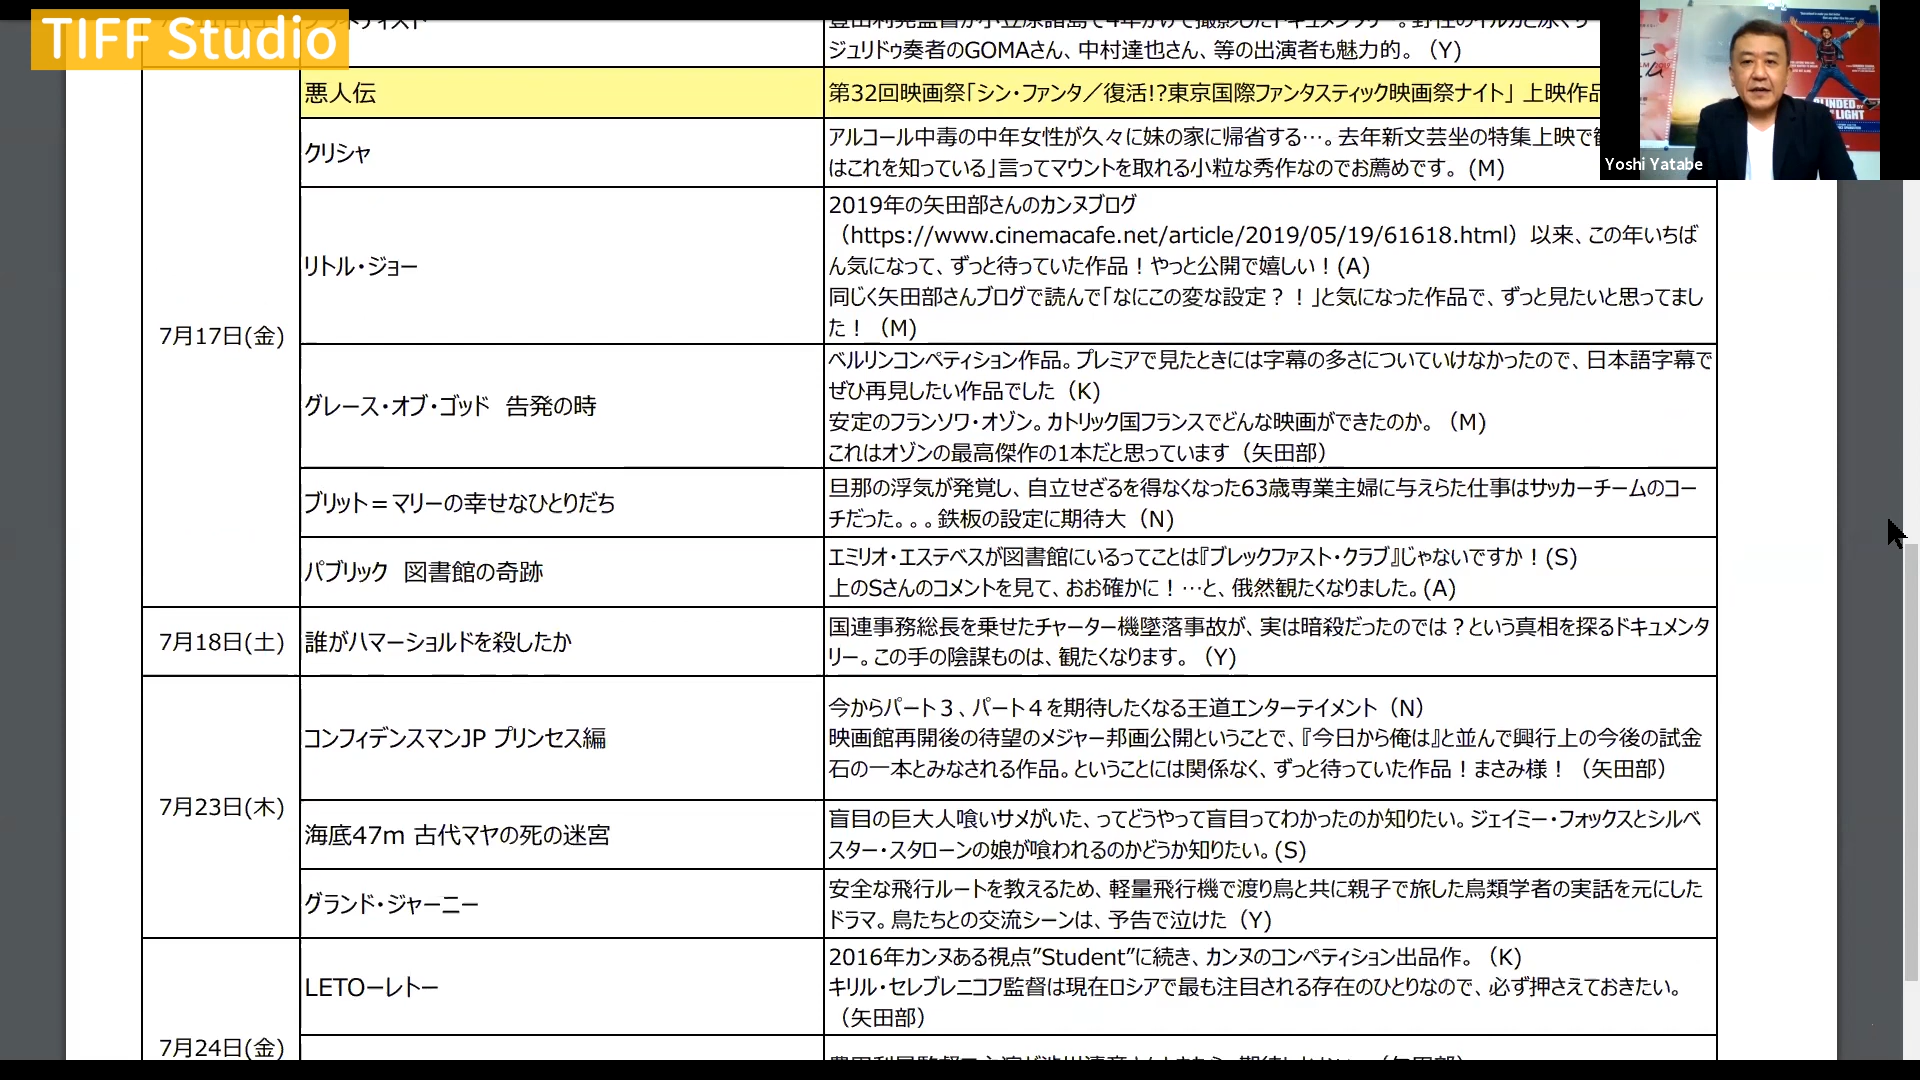 TIFF Studio
ジュリドゥ奏者のGOMAさん、中村達也さん、等の出演者も魅力的。（Y）
悪人伝
第32回映画祭「シン・ファンタ／復活!?東京国際ファンタスティック映画祭ナイト」 上映作品
クリシャ
アルコール中毒の中年女性が久々に妹の家に帰省する…。去年新文芸坐の特集上映で
はこれを知っている」言ってマウントを取れる小粒な秀作なのでお薦めです。(M)
7月17日(金)
リトル・ジョー
2019年の矢田部さんのカンヌブログ
（https://www.cinemacafe.net/article/2019/05/19/61618.html）以来、この年いちば
ん気になって、ずっと待っていた作品！やっと公開で嬉しい！(A)
同じく矢田部さんブログで読んで「なにこの変な設定？！」と気になった作品で、ずっと見たいと思ってまし
た！（M)
グレース・オブ・ゴッド　告発の時
ベルリンコンペティション作品。プレミアで見たときには字幕の多さについていけなかったので、日本語字幕で
ぜひ再見したい作品でした（K)
安定のフランソワ・オゾン。カトリック国フランスでどんな映画ができたのか。（M)
これはオゾンの最高傑作の1本だと思っています（矢田部）
ブリット＝マリーの幸せなひとりだち
旦那の浮気が発覚し、自立せざるを得なくなった63歳専業主婦に与えらた仕事はサッカーチームのコー
チだった。。。鉄板の設定に期待大（N）
パブリック　図書館の奇跡
エミリオ・エステベスが図書館にいるってことは『ブレックファスト・クラブ』じゃないですか！(S)
上のSさんのコメントを見て、おお確かに！…と、俄然観たくなりました。(A)
7月18日(土)
誰がハマーショルドを殺したか
国連事務総長を乗せたチャーター機墜落事故が、実は暗殺だったのでは？という真相を探るドキュメンタ
リー。この手の陰謀ものは、観たくなります。（Y)
7月23日(木)
コンフィデンスマンJP プリンセス編
今からパート３、パート４を期待したくなる王道エンターテイメント（N）
映画館再開後の待望のメジャー邦画公開ということで、『今日から俺は』と並んで興行上の今後の試金
石の一本とみなされる作品。ということには関係なく、ずっと待っていた作品！まさみ様！（矢田部）
海底47m 古代マヤの死の迷宮
盲目の巨大人喰いサメがいた、ってどうやって盲目ってわかったのか知りたい。ジェイミー・フォックスとシルベ
スター・スタローンの娘が喰われるのかどうか知りたい。(S)
グランド・ジャーニー
安全な飛行ルートを教えるため、軽量飛行機で渡り鳥と共に親子で旅した鳥類学者の実話を元にした
ドラマ。鳥たちとの交流シーンは、予告で泣けた（Y)
7月24日(金)
LETOーレトー
2016年カンヌある視点”Student”に続き、カンヌのコンペティション出品作。（K)
キリル・セレブレニコフ監督は現在ロシアで最も注目される存在のひとりなので、必ず押さえておきたい。
（矢田部）
Yoshi Yatabe
BLINDED
BY
LIGHT